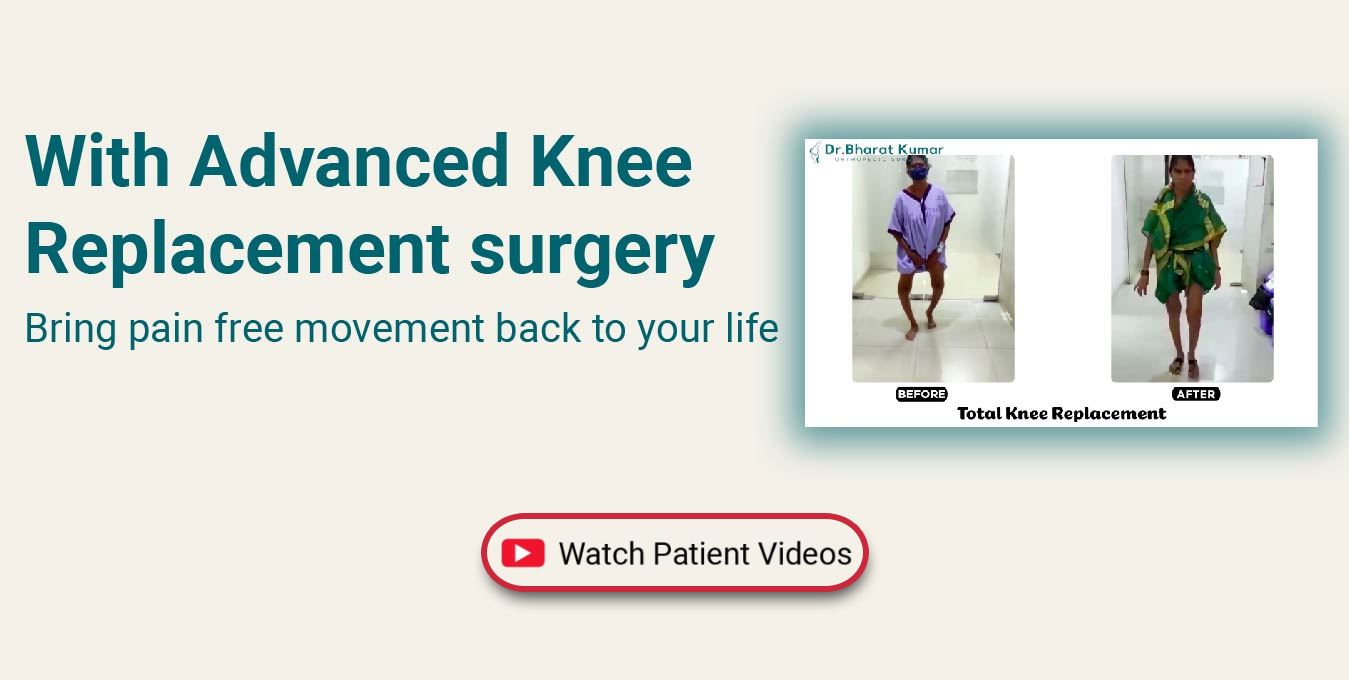 With Advanced Knee
Replacement surgery
Bring pain free movement back to your life
Dr.Bharat Kumar
ORTHOPEDIC
BEFORE
AFTER
Total Knee Replacement
Watch Patient Videos